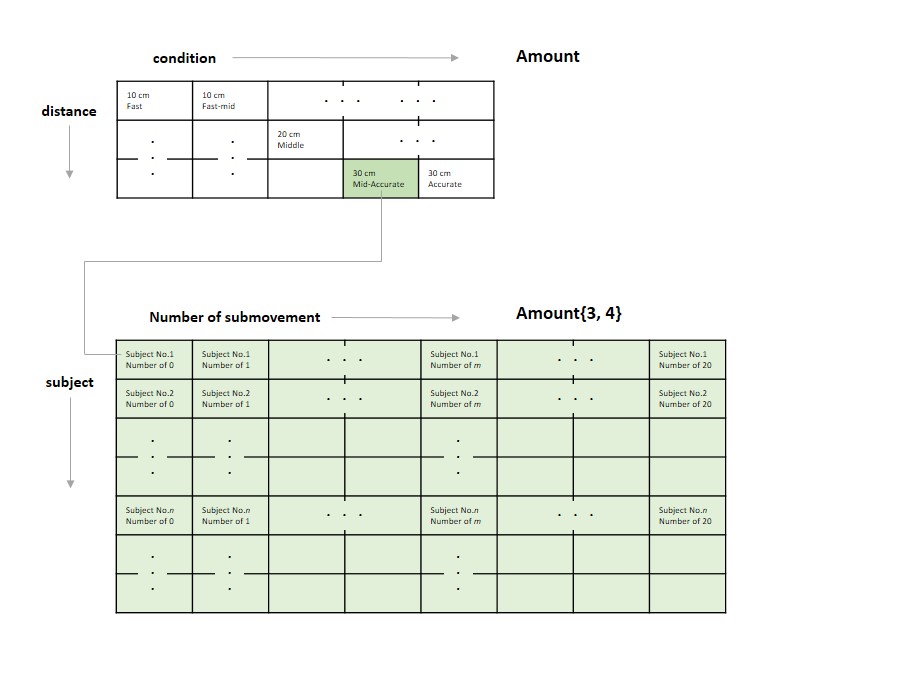 condition
Amount
distance
10 cm
Fast
10 cm
Fast-mid
. . .
. . .
20 cm
Middle
. . .
30 cm
Mid-Accurate
30 cm
Accurate
Number of submovement
Amount{3, 4}
subject
Subject No.1
Number of 0
Subject No.1
Number of 1
. . .
Subject No.1
Number of m
. . .
Subject No.1
Number of 20
Subject No.2
Number of 0
Subject No.2
Number of 1
. . .
Subject No.2
Number of m
. . .
Subject No.2
Number of 20
Subject No.n
Number of 0
Subject No.n
Number of 1
. . .
Subject No.n
Number of m
. . .
Subject No.n
Number of 20